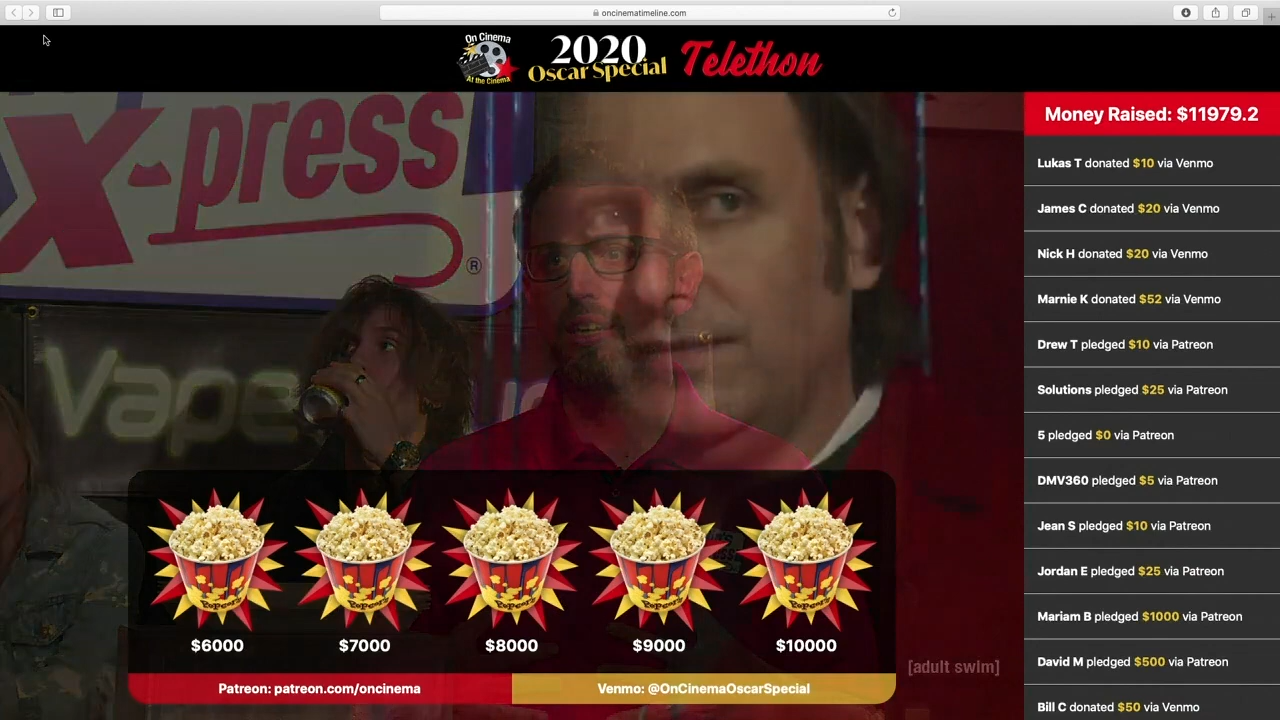 oncinematimeline.com
On Cinema
At the Cinema
2020
Oscar Special
Telethon
X-press
®
Vape
Money Raised: $11979.2
Lukas T donated $10 via Venmo
James C donated $20 via Venmo
Nick H donated $20 via Venmo
Marnie K donated $52 via Venmo
Drew T pledged $10 via Patreon
Solutions pledged $25 via Patreon
5 pledged $0 via Patreon
DMV360 pledged $5 via Patreon
Jean S pledged $10 via Patreon
Jordan E pledged $25 via Patreon
Mariam B pledged $1000 via Patreon
David M pledged $500 via Patreon
Bill C donated $50 via Venmo
Popcorn Popcorn Popcorn Popcorn Popcorn
$6000 $7000 $8000 $9000 $10000
[adult swim]
Patreon: patreon.com/oncinema
Venmo: @OnCinemaOscarSpecial